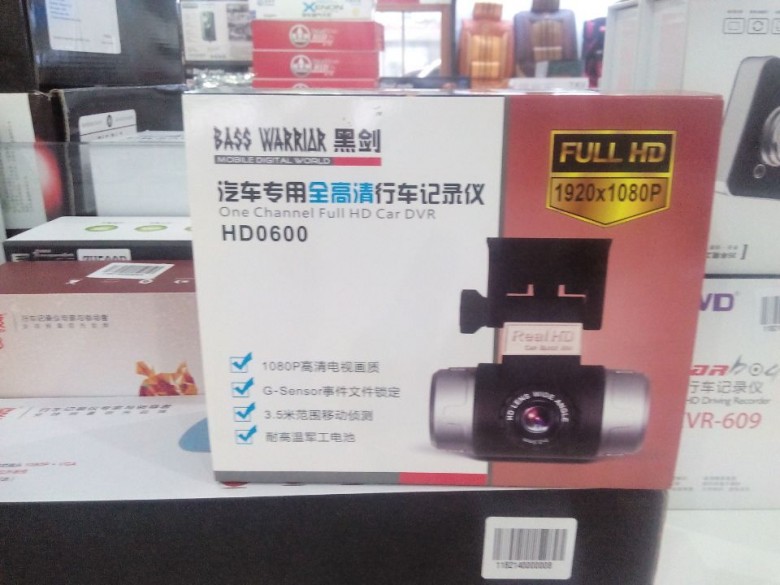 XENON
BASS WARRIAR 黑剑
MOBILE DIGITAL WORLD
汽车专用全高清行车记录仪
One Channel Full HD Car DVR
HD0600
FULL HD
1920x1080P
Real HD
HD LENS WIDE ANGLE
1080P高清电视画质
G-Sensor事件文件锁定
3.5米范围移动侦测
耐高温军工电池
行车记录仪
HD Driving Recorder
VR-609
1182140000008